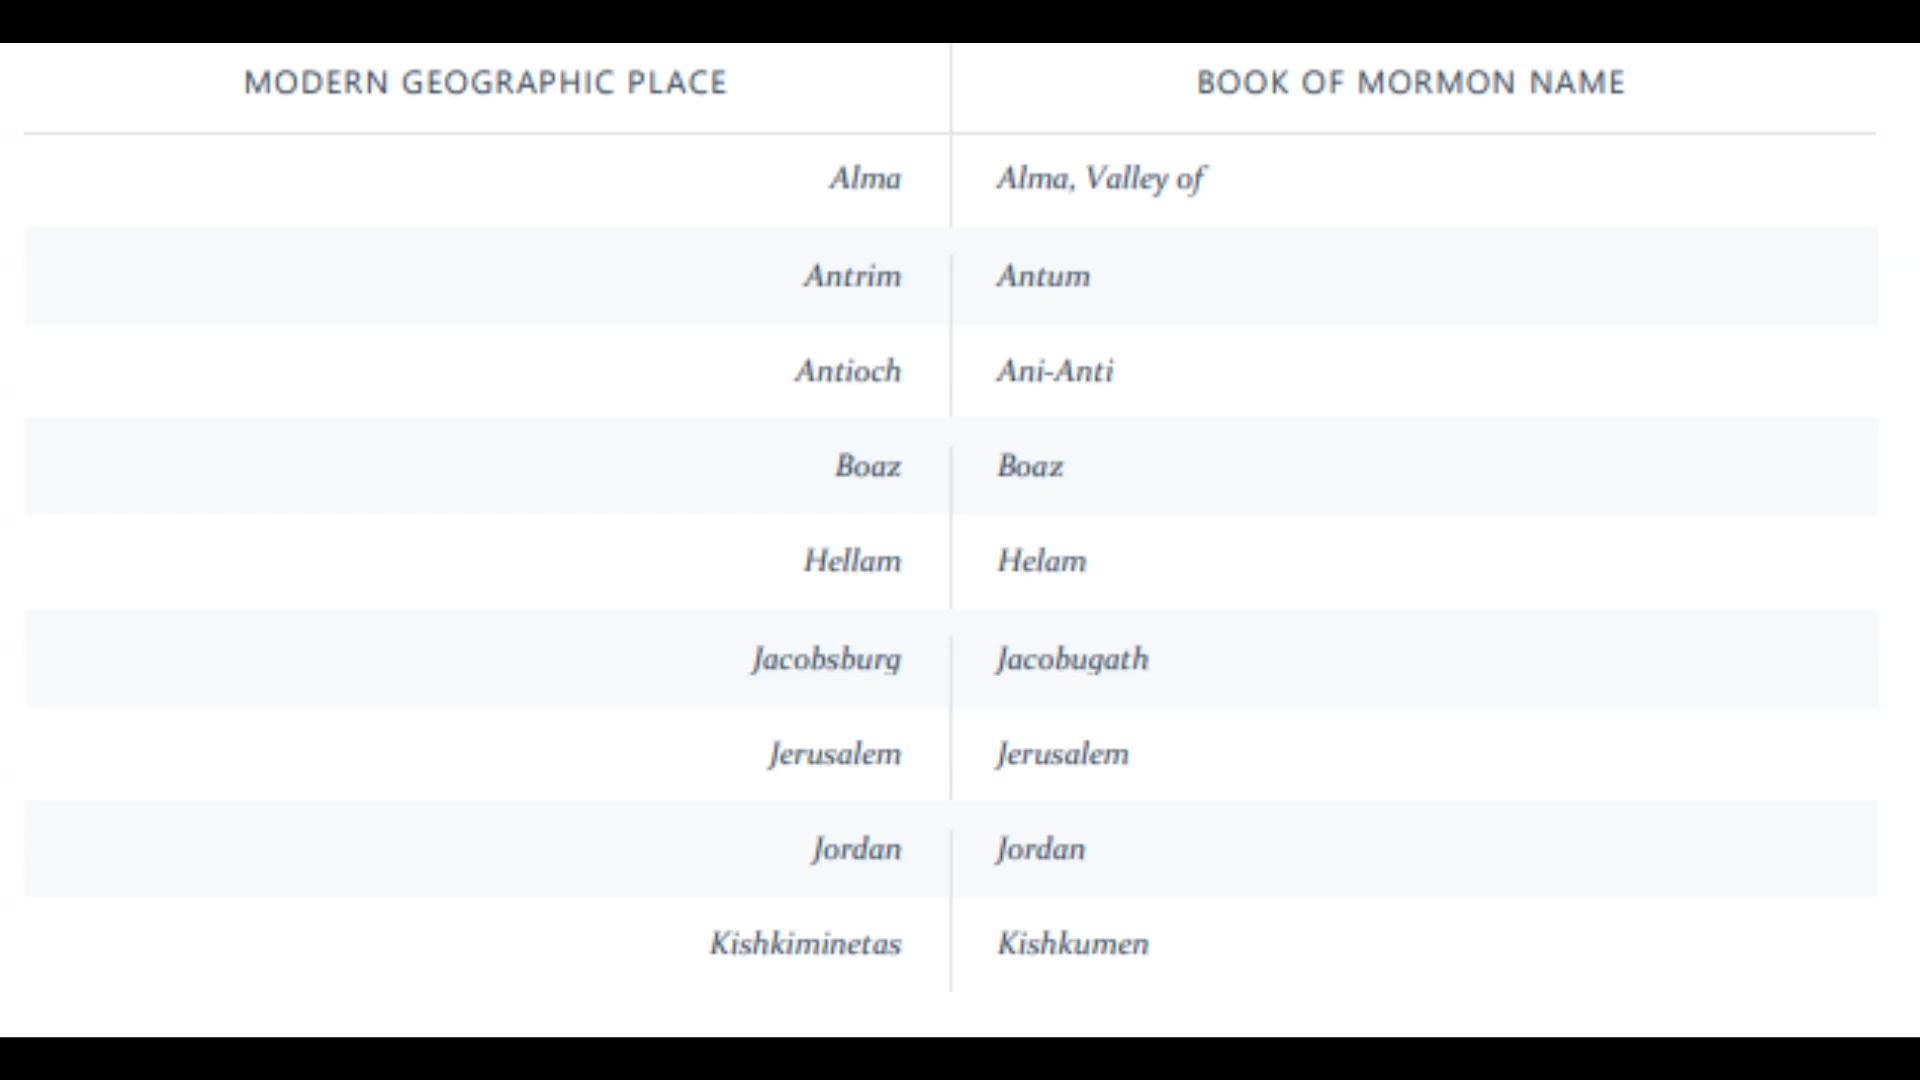 MODERN GEOGRAPHIC PLACE BOOK OF MORMON NAME
Alma Alma, Valley of
Antrim Antum
Antioch Ani-Anti
Boaz Boaz
Hellam Helam
Jacobsburg Jacobugath
Jerusalem Jerusalem
Jordan Jordan
Kishkiminetas Kishkumen